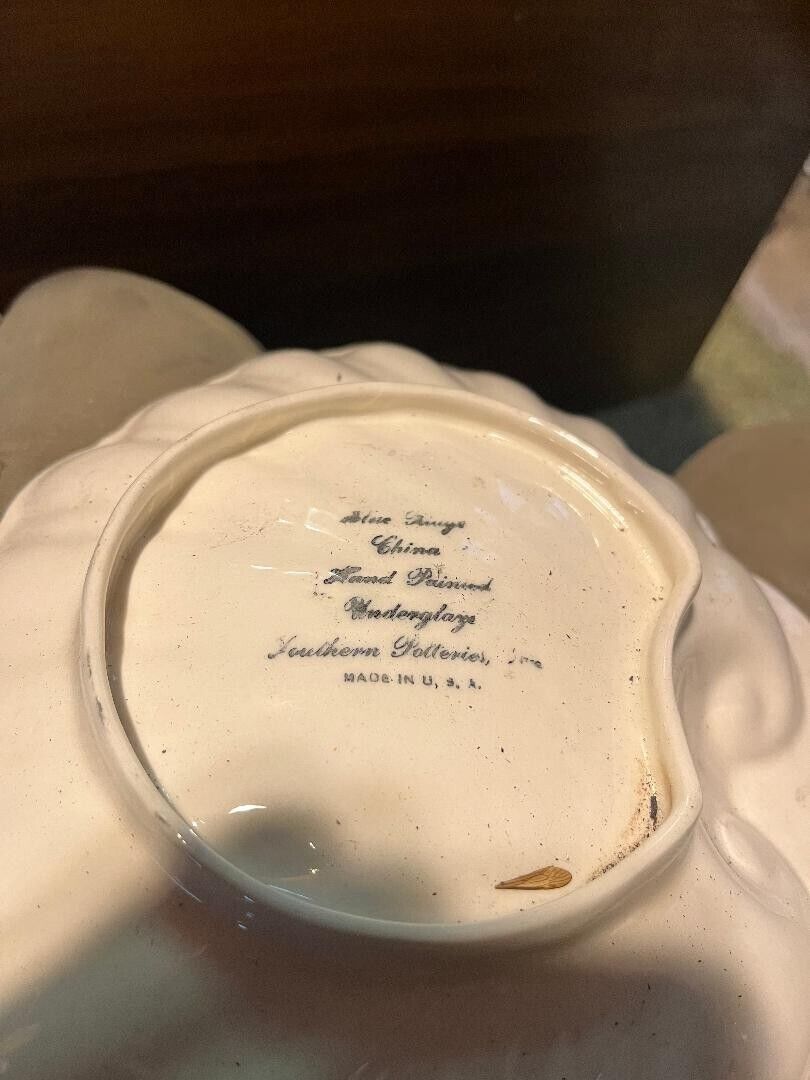 Blue Ridge
China
Hand Painted
Underglaze
Southern Potteries, Inc
MADE IN U. S. A.